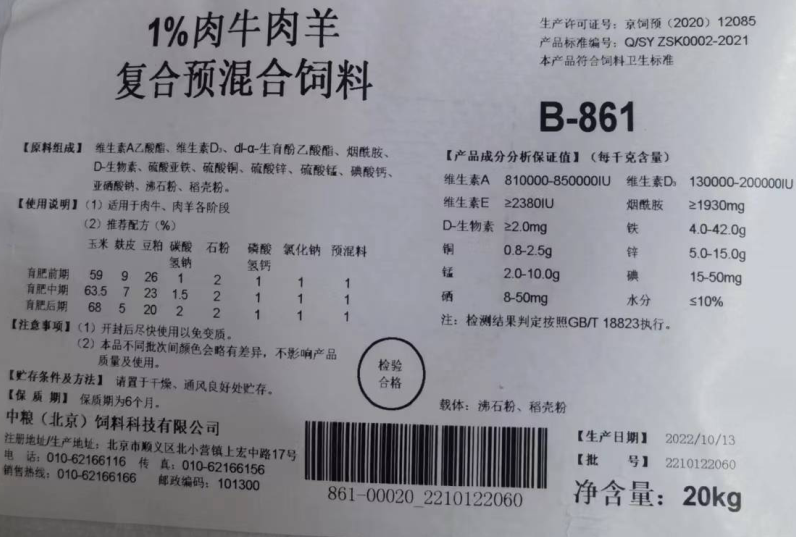 1%肉牛肉羊
复合预混合饲料
生产许可证号：京饲预（2020）12085
产品标准编号：Q/SY ZSK0002-2021
本产品符合饲料卫生标准
B-861
【原料组成】 维生素A乙酸酯、维生素D₃、dl-α-生育酚乙酸酯、烟酰胺、
D-生物素、硫酸亚铁、硫酸铜、硫酸锌、硫酸锰、碘酸钙、
亚硒酸钠、沸石粉、稻壳粉。
【使用说明】（1）适用于肉牛、肉羊各阶段
（2）推荐配方（%）
玉米 麸皮 豆粕 碳酸氢钠 石粉 磷酸氢钙 氯化钠 预混料
育肥前期 59 9 26 1 2 1 1 1
育肥中期 63.5 7 23 1.5 2 1 1 1
育肥后期 68 5 20 2 2 1 1 1
【注意事项】（1）开封后尽快使用以免变质。
（2）本品不同批次间颜色会略有差异，不影响产品
质量及使用。
【贮存条件及方法】 请置于干燥、通风良好处贮存。
【保 质 期】 保质期为6个月。
中粮（北京）饲料科技有限公司
注册地址/生产地址：北京市顺义区北小营镇上宏中路17号
电 话：010-62166116 传 真：010-62166156
销售热线：010-62166166 邮政编码：101300
【产品成分分析保证值】（每千克含量）
维生素A 810000-850000IU 维生素D₃ 130000-200000IU
维生素E ≥2380IU 烟酰胺 ≥1930mg
D-生物素 ≥2.0mg 铁 4.0-42.0g
铜 0.8-2.5g 锌 5.0-15.0g
锰 2.0-10.0g 碘 15-50mg
硒 8-50mg 水分 ≤10%
注：检测结果判定按照GB/T 18823执行。
检验
合格
载体：沸石粉、稻壳粉
861-00020_2210122060
【生产日期】 2022/10/13
【批 号】 2210122060
净含量：20kg